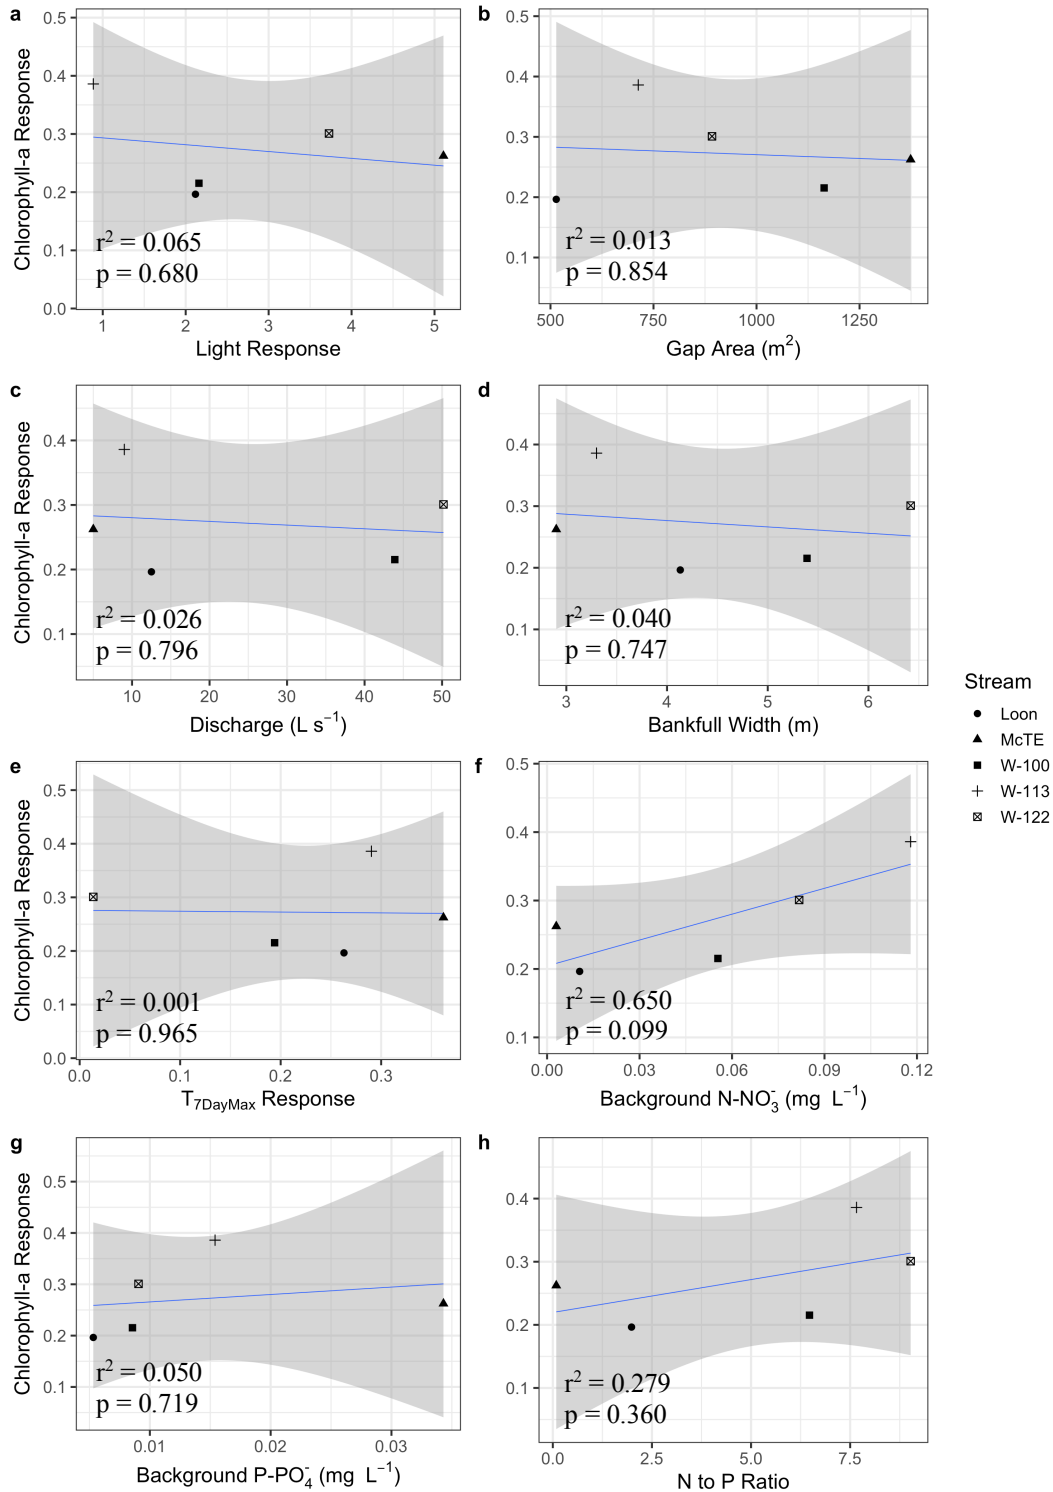 a
0.5
0.4
0.3
0.2
0.1
0.0
Chlorophyll-a Response
r² = 0.065
p = 0.680
1 2 3 4 5
Light Response
b
0.5
0.4
0.3
0.2
0.1
r² = 0.013
p = 0.854
500 750 1000 1250
Gap Area (m²)
c
0.4
0.3
0.2
0.1
Chlorophyll-a Response
r² = 0.026
p = 0.796
10 20 30 40 50
Discharge (L s⁻¹)
d
0.4
0.3
0.2
0.1
r² = 0.040
p = 0.747
3 4 5 6
Bankfull Width (m)
Stream
Loon
McTE
W-100
W-113
W-122
e
0.5
0.4
0.3
0.2
0.1
0.0
Chlorophyll-a Response
r² = 0.001
p = 0.965
0.0 0.1 0.2 0.3
T₇DayMax Response
f
0.5
0.4
0.3
0.2
0.1
r² = 0.650
p = 0.099
0.00 0.03 0.06 0.09 0.12
Background N-NO₃⁻ (mg L⁻¹)
g
0.5
0.4
0.3
0.2
0.1
Chlorophyll-a Response
r² = 0.050
p = 0.719
0.01 0.02 0.03
Background P-PO₄⁻ (mg L⁻¹)
h
0.4
0.3
0.2
0.1
r² = 0.279
p = 0.360
0.0 2.5 5.0 7.5
N to P Ratio